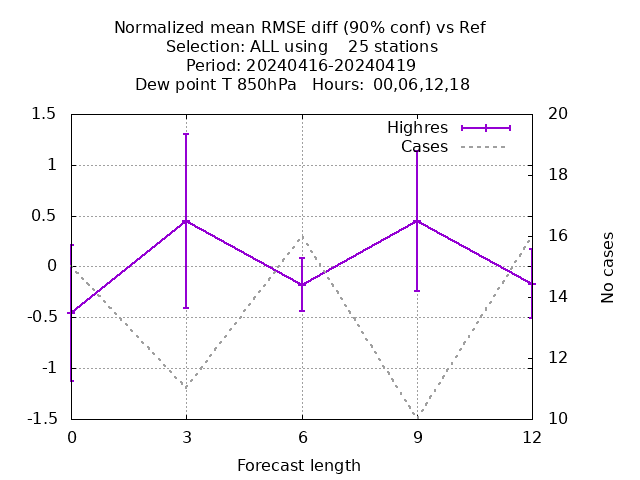 Normalized mean RMSE diff (90% conf) vs Ref
Selection: ALL using    25 stations
Period: 20240416-20240419
Dew point T 850hPa   Hours: 00,06,12,18
Highres
Cases
1.5
1
0.5
0
-0.5
-1
-1.5
20
18
16
14
12
10
No cases
0
3
6
9
12
Forecast length